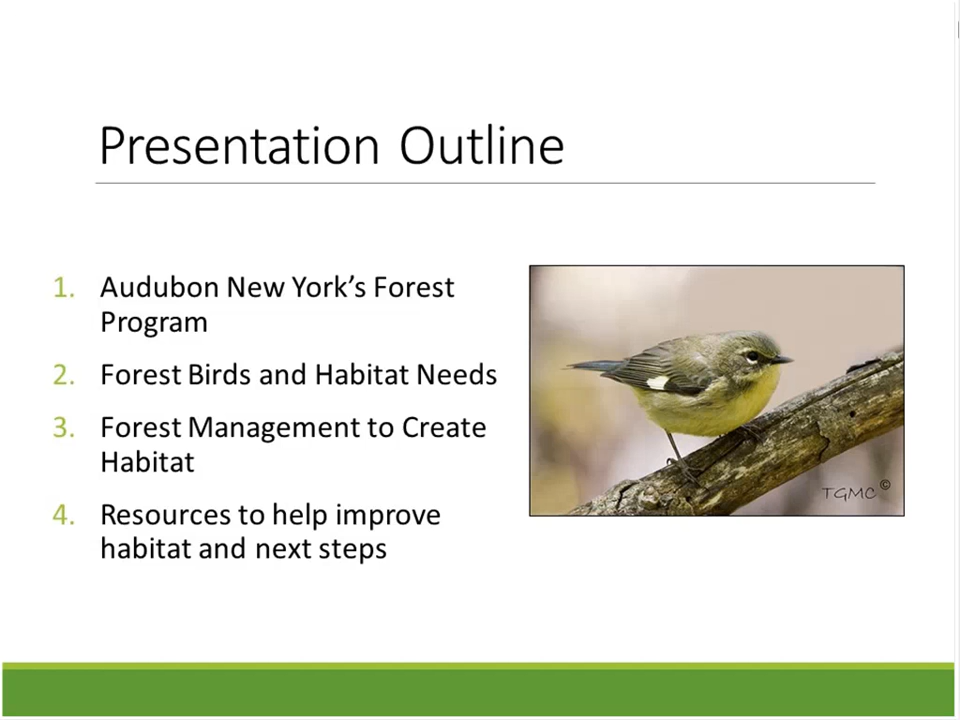 Presentation Outline
1. Audubon New York’s Forest
Program
2. Forest Birds and Habitat Needs
3. Forest Management to Create
Habitat
4. Resources to help improve
habitat and next steps
TGMC ©